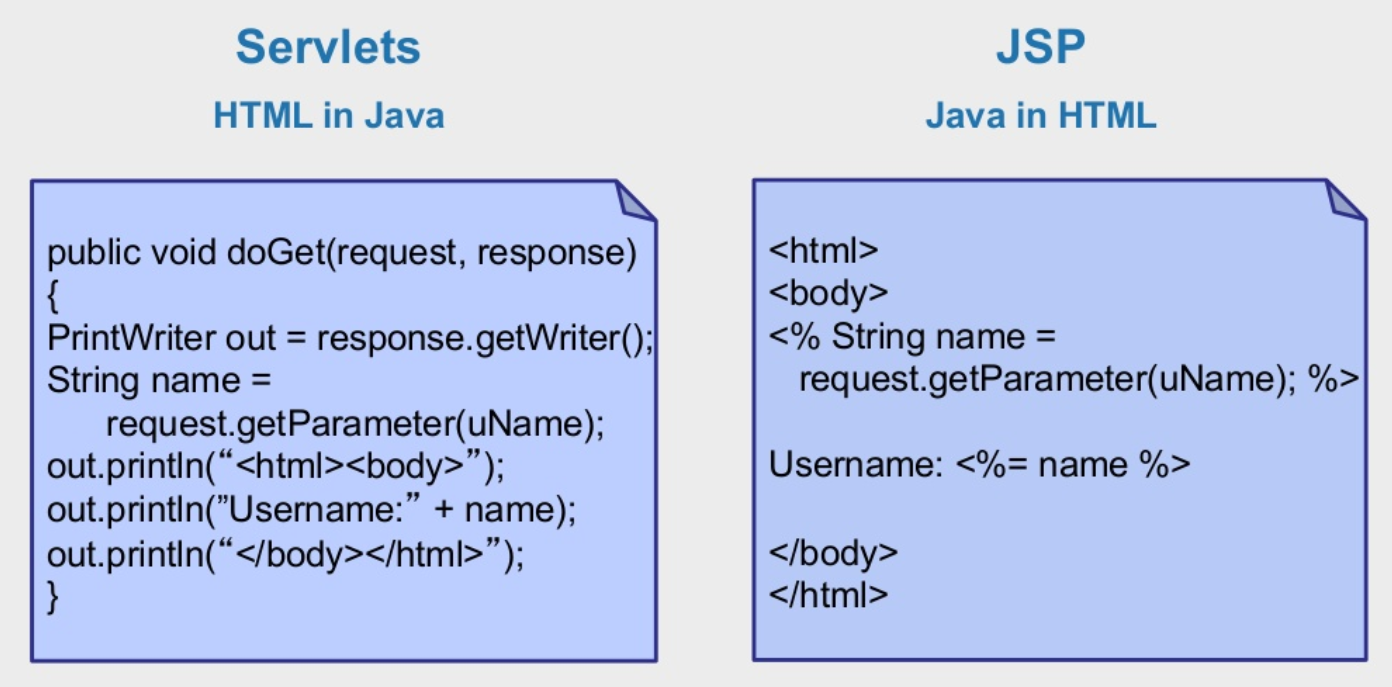 Servlets
HTML in Java
public void doGet(request, response)
{
PrintWriter out = response.getWriter();
String name =
request.getParameter(uName);
out.println(“<html><body>”);
out.println(”Username:” + name);
out.println(“</body></html>”);
}
JSP
Java in HTML
<html>
<body>
<% String name =
request.getParameter(uName); %>
Username: <%= name %>
</body>
</html>